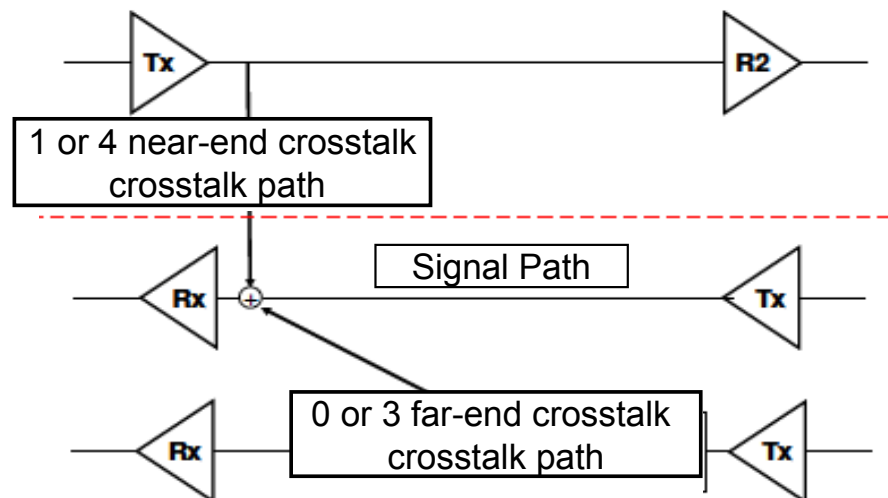 Tx
R2
1 or 4 near-end crosstalk
crosstalk path
Signal Path
Rx
+
Tx
0 or 3 far-end crosstalk
crosstalk path
Rx
Tx